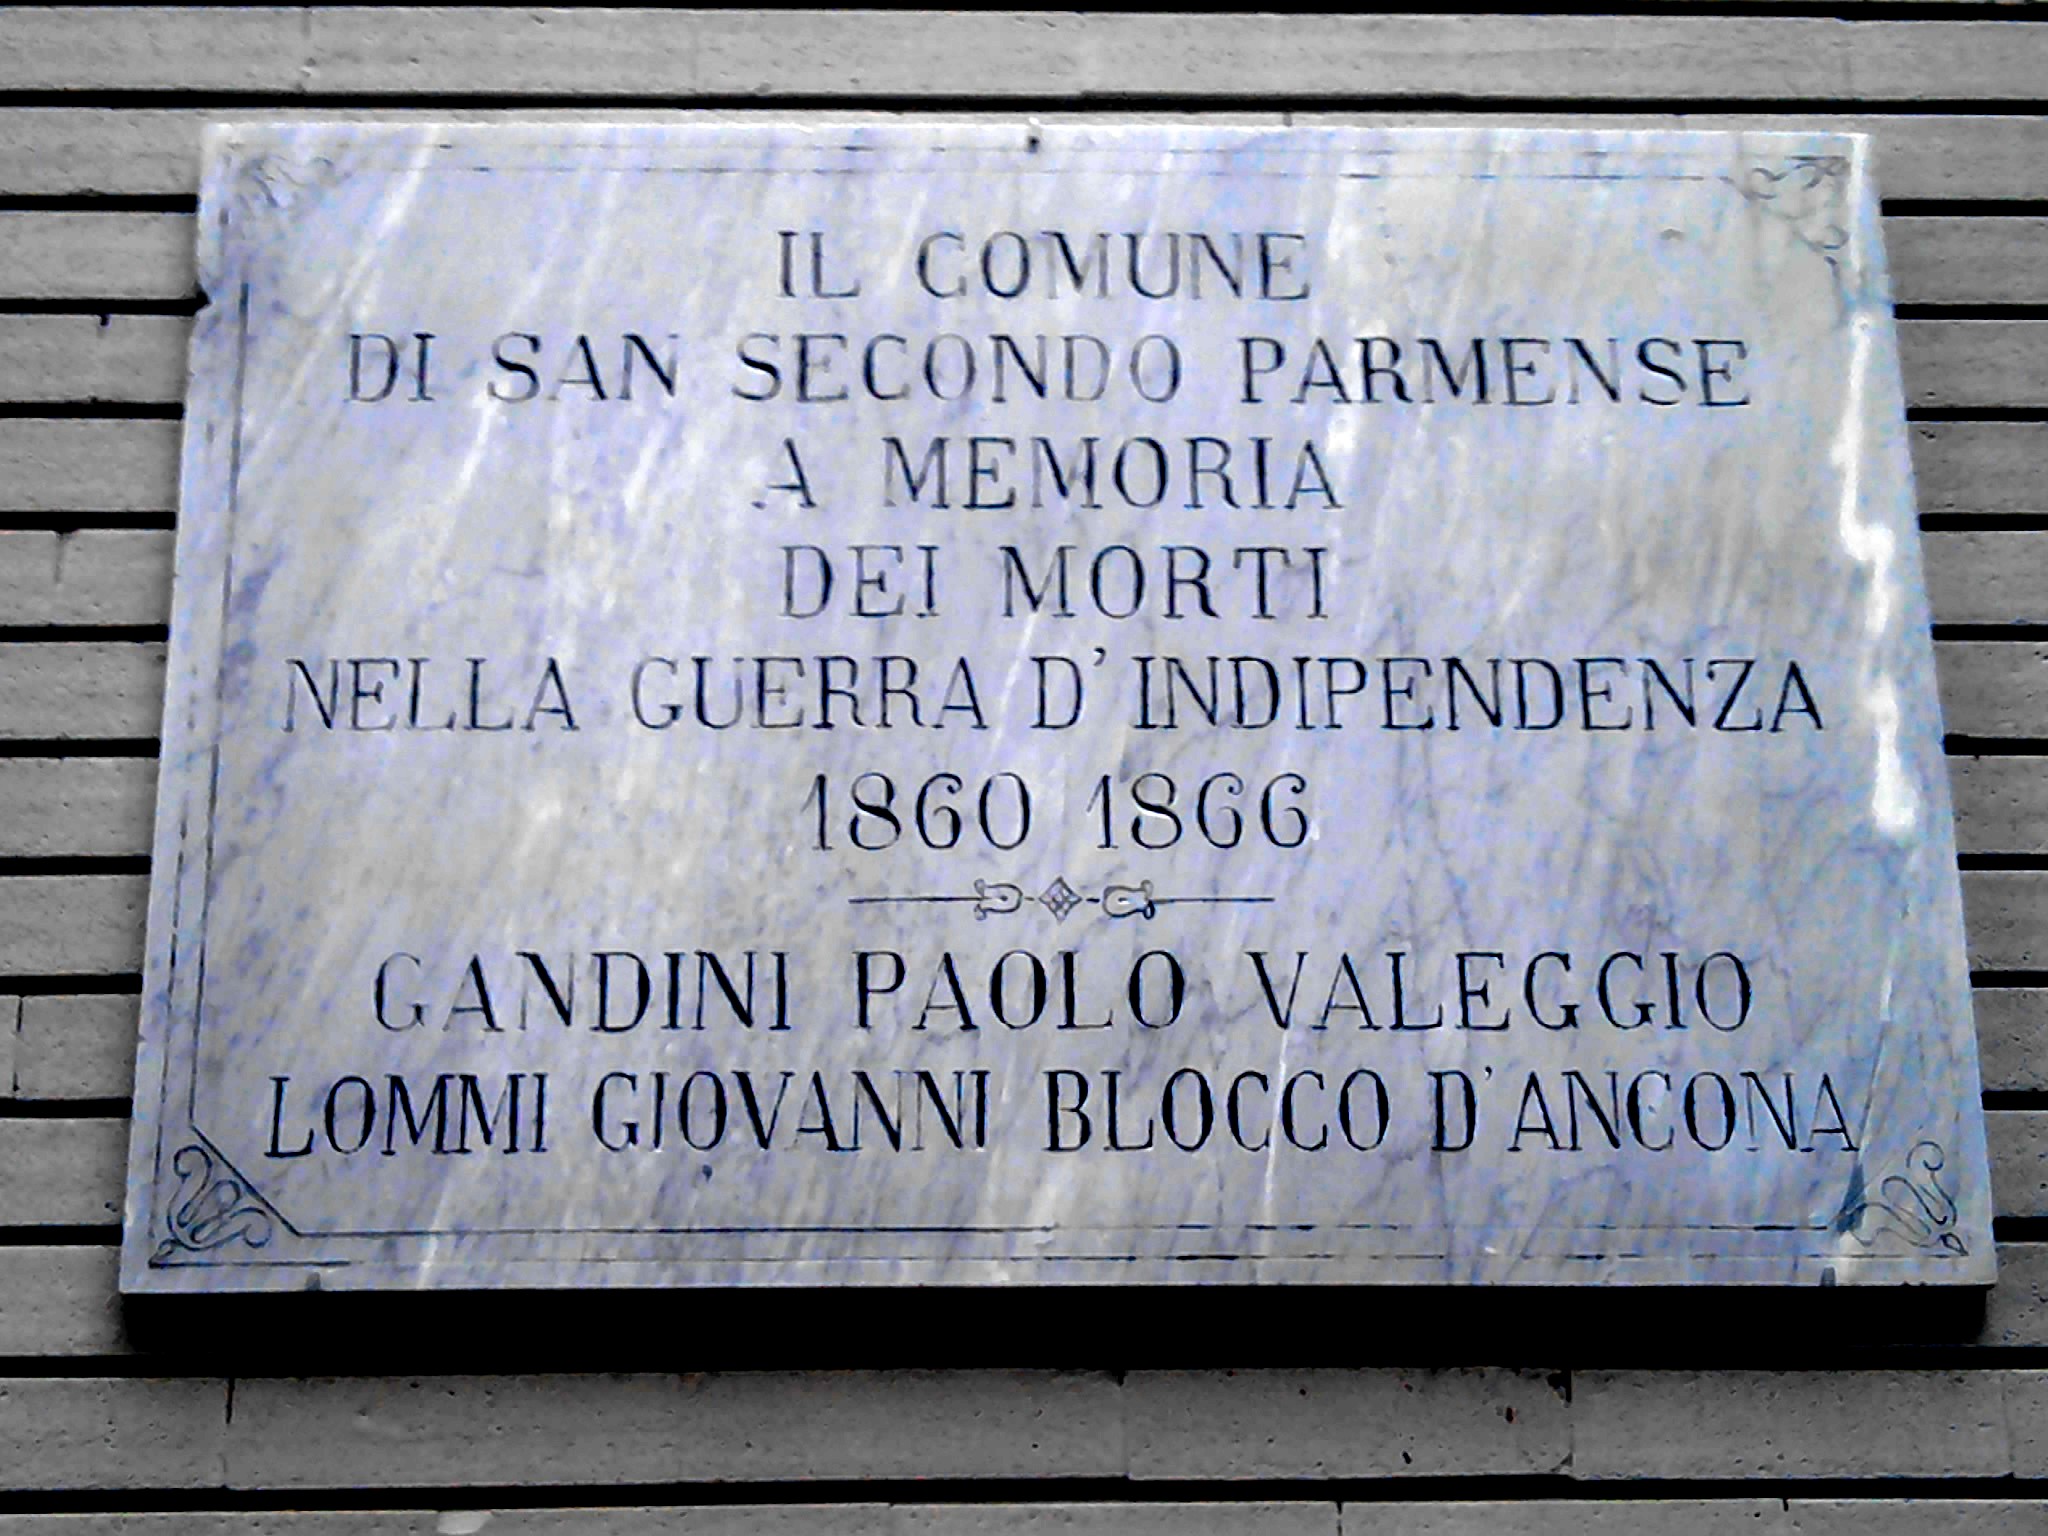 IL COMUNE
DI SAN SECONDO PARMENSE
A MEMORIA
DEI MORTI
NELLA GUERRA D'INDIPENDENZA
1860 1866
GANDINI PAOLO VALEGGIO
LOMMI GIOVANNI BLOCCO D'ANCONA